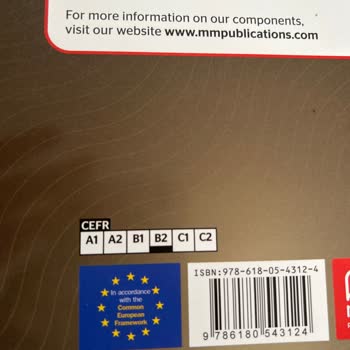 For more information on our components,
visit our website www.mmpublications.com
CEFR
A1 A2 B1 B2 C1 C2
In accordance
with the
Common
European
Framework
ISBN:978-618-05-4312-4
9 786180 543124